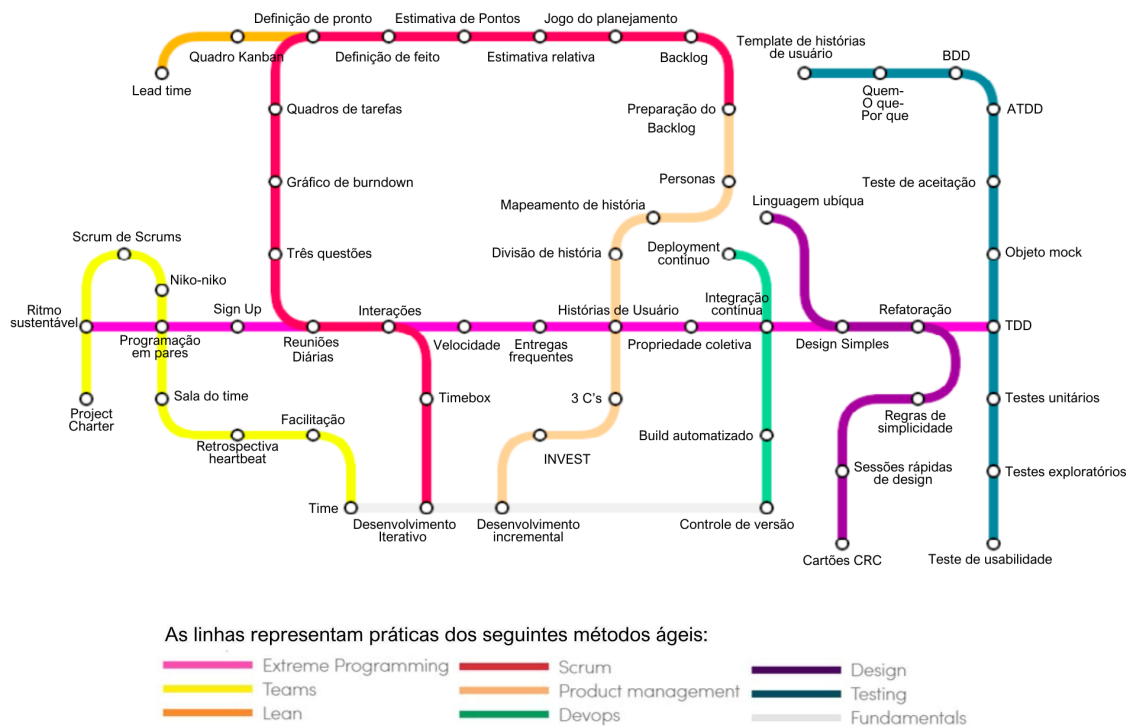 Definição de pronto
Estimativa de Pontos
Jogo do planejamento
Quadro Kanban
Definição de feito
Estimativa relativa
Backlog
Template de histórias
de usuário
BDD
Lead time
Quem-
O que-
Por que
Quadros de tarefas
Preparação do
Backlog
ATDD
Gráfico de burndown
Personas
Teste de aceitação
Mapeamento de história
Linguagem ubíqua
Scrum de Scrums
Três questões
Divisão de história
Deployment
contínuo
Objeto mock
Niko-niko
Ritmo
sustentável
Sign Up
Interações
Histórias de Usuário
Integração
contínua
Refatoração
TDD
Programação
em pares
Reuniões
Diárias
Velocidade
Entregas
frequentes
Propriedade coletiva
Design Simples
Project
Charter
Sala do time
Timebox
3 C's
Regras de
simplicidade
Testes unitários
Facilitação
Retrospectiva
heartbeat
INVEST
Build automatizado
Sessões rápidas
de design
Testes exploratórios
Time
Desenvolvimento
Iterativo
Desenvolvimento
incremental
Controle de versão
Cartões CRC
Teste de usabilidade
As linhas representam práticas dos seguintes métodos ágeis:
Extreme Programming
Scrum
Design
Teams
Product management
Testing
Lean
Devops
Fundamentals